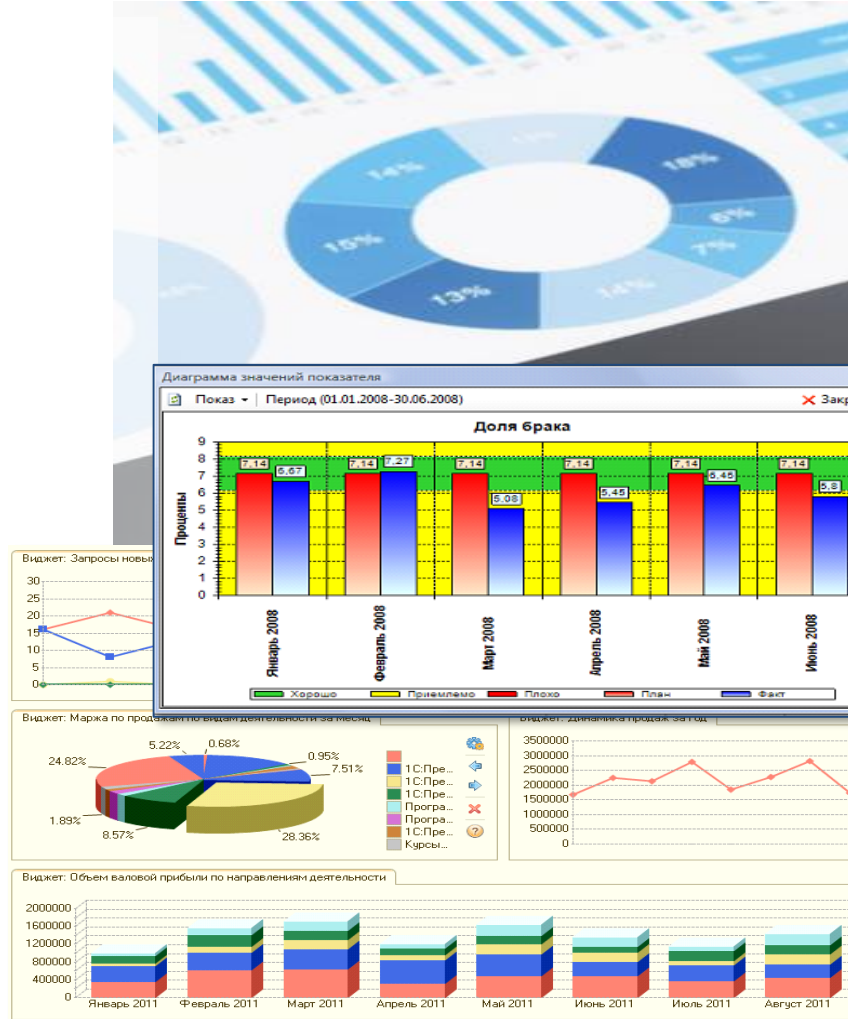 14%
18%
15%
6%
7%
13%
14%
Диаграмма значений показателя
Показ
Период (01.01.2008-30.06.2008)
Доля брака
Проценты
9
8
7
6
5
4
3
2
1
0
7,14
6,67
7,14
7,27
7,14
5,08
7,14
5,45
7,14
6,45
7,14
5,8
Январь 2008
Февраль 2008
Март 2008
Апрель 2008
Май 2008
Июнь 2008
Хорошо
Приемлемо
Плохо
План
Факт
Виджет: Запросы
30
25
20
15
10
5
0
Виджет: Маржа по продажам по видам деятельности за месяц
5.22%
0.68%
24.82%
0.95%
7.51%
1.89%
8.57%
28.36%
1С:Пре...
1С:Пре...
1С:Пре...
Програ...
Програ...
1С:Пре...
Курсы...
Виджет: Динамика продаж за год
3500000
3000000
2500000
2000000
1500000
1000000
500000
0
Виджет: Объем валовой прибыли по направлениям деятельности
2000000
1600000
1200000
800000
400000
0
Январь 2011
Февраль 2011
Март 2011
Апрель 2011
Май 2011
Июнь 2011
Июль 2011
Август 2011